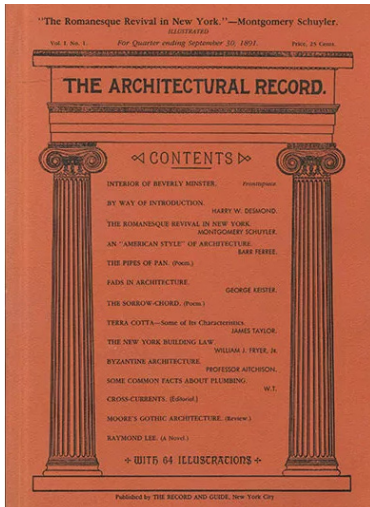 "The Romanesque Revival in New York."—Montgomery Schuyler.
ILLUSTRATED
Vol. 1 No. 1. For Quarter ending September 30, 1891. Price, 25 Cents.
THE ARCHITECTURAL RECORD.
CONTENTS
INTERIOR OF BEVERLY MINSTER. Frontispiece.
BY WAY OF INTRODUCTION.
HARRY W. DESMOND.
THE ROMANESQUE REVIVAL IN NEW YORK.
MONTGOMERY SCHUYLER.
AN "AMERICAN STYLE" OF ARCHITECTURE.
BARR FERREE.
THE PIPES OF PAN. (Poem.)
FADS IN ARCHITECTURE.
GEORGE KEISTER.
THE SORROW-CHORD. (Poem.)
TERRA COTTA—Some of Its Characteristics.
JAMES TAYLOR.
THE NEW YORK BUILDING LAW
WILLIAM J. FRYER, Jr.
BYZANTINE ARCHITECTURE.
PROFESSOR AITCHISON.
SOME COMMON FACTS ABOUT PLUMBING.
W.T.
CROSS-CURRENTS. (Editorial.)
MOORE'S GOTHIC ARCHITECTURE. (Review.)
RAYMOND LEE. (A Novel.)
WITH 64 ILLUSTRATIONS
Published by THE RECORD AND GUIDE, New York City